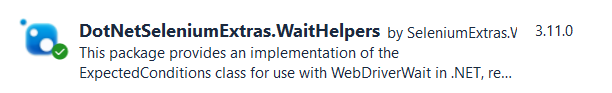 DotNetSeleniumExtras.WaitHelpers by SeleniumExtras.W 3.11.0
This package provides an implementation of the
ExpectedConditions class for use with WebDriverWait in .NET, re...